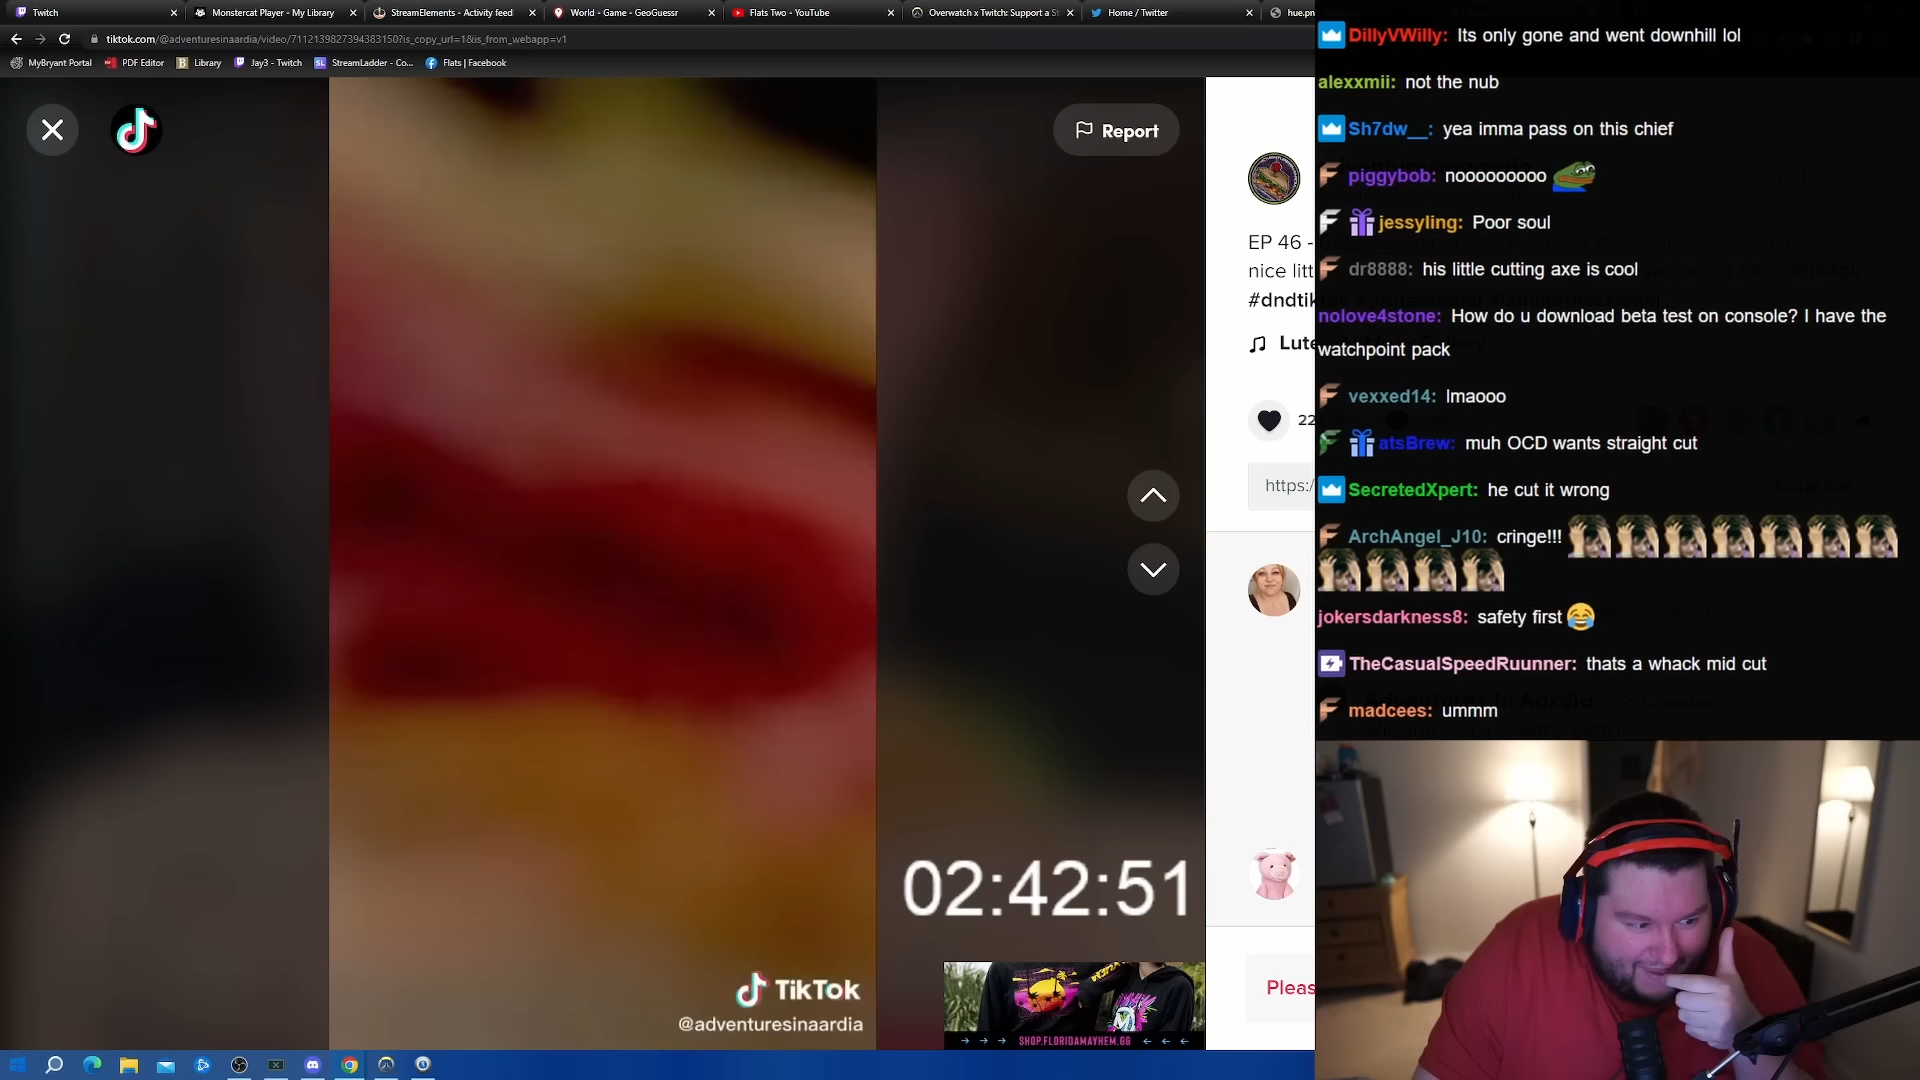 Twitch
Monstercat Player - My Library
StreamElements - Activity feed
World - Game - GeoGuessr
Flats Two - YouTube
Overwatch x Twitch: Support a S
Home / Twitter
hue.pn
tiktok.com/@adventuresinaardia/video/7112139827394383150?is_copy_url=1&is_from_webapp=v1
MyBryant Portal
PDF Editor
Library
Jay3 - Twitch
StreamLadder - Co...
Flats | Facebook
Report
EP 46 -
nice litt
#dndtik
Lute
22
https:/
Pleas
02:42:51
TikTok
@adventuresinaardia
SHOP.FLORIDAMAYHEM.GG
DillyVWilly: Its only gone and went downhill lol
alexxmii: not the nub
Sh7dw__: yea imma pass on this chief
piggybob: nooooooooo
jessyling: Poor soul
dr8888: his little cutting axe is cool
nolove4stone: How do u download beta test on console? I have the
watchpoint pack
vexxed14: lmaooo
atsBrew: muh OCD wants straight cut
SecretedXpert: he cut it wrong
ArchAngel_J10: cringe!!!
jokersdarkness8: safety first
TheCasualSpeedRuunner: thats a whack mid cut
madcees: ummm